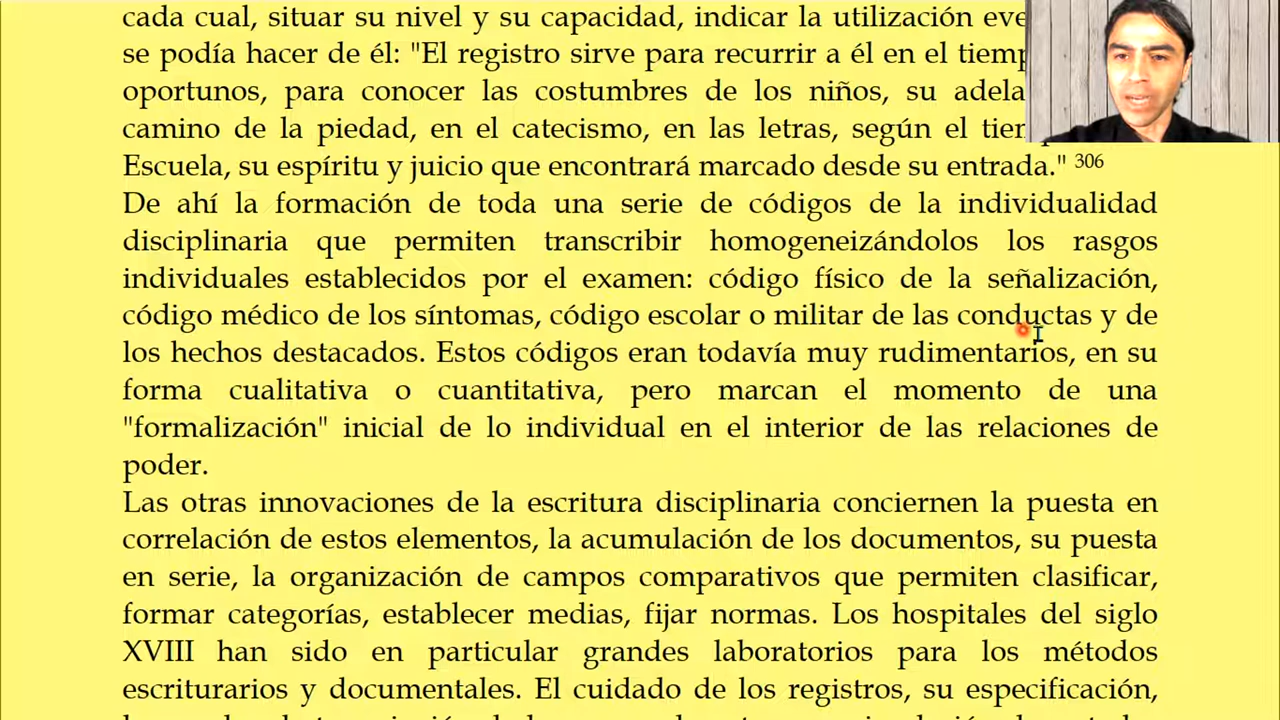 cada cual, situar su nivel y su capacidad, indicar la utilización
se podía hacer de él: "El registro sirve para recurrir a él en el
oportunos, para conocer las costumbres de los niños, su
camino de la piedad, en el catecismo, en las letras, según el
Escuela, su espíritu y juicio que encontrará marcado desde su entrada." 306
De ahí la formación de toda una serie de códigos de la individualidad
disciplinaria que permiten transcribir homogeneizándolos los rasgos
individuales establecidos por el examen: código físico de la señalización,
código médico de los síntomas, código escolar o militar de las conductas y de
los hechos destacados. Estos códigos eran todavía muy rudimentarios, en su
forma cualitativa o cuantitativa, pero marcan el momento de una
"formalización" inicial de lo individual en el interior de las relaciones de
poder.
Las otras innovaciones de la escritura disciplinaria conciernen la puesta en
correlación de estos elementos, la acumulación de los documentos, su puesta
en serie, la organización de campos comparativos que permiten clasificar,
formar categorías, establecer medias, fijar normas. Los hospitales del siglo
XVIII han sido en particular grandes laboratorios para los métodos
escriturarios y documentales. El cuidado de los registros, su especificación,